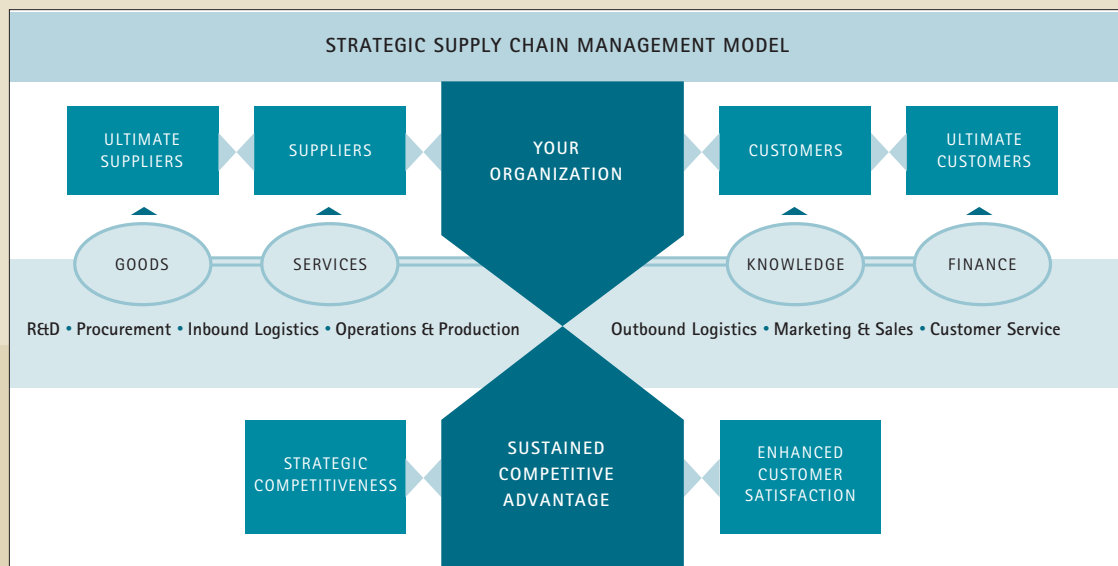 STRATEGIC SUPPLY CHAIN MANAGEMENT MODEL
ULTIMATE
SUPPLIERS
SUPPLIERS
YOUR
ORGANIZATION
CUSTOMERS
ULTIMATE
CUSTOMERS
GOODS
SERVICES
KNOWLEDGE
FINANCE
R&D • Procurement • Inbound Logistics • Operations & Production
Outbound Logistics • Marketing & Sales • Customer Service
STRATEGIC
COMPETITIVENESS
SUSTAINED
COMPETITIVE
ADVANTAGE
ENHANCED
CUSTOMER
SATISFACTION